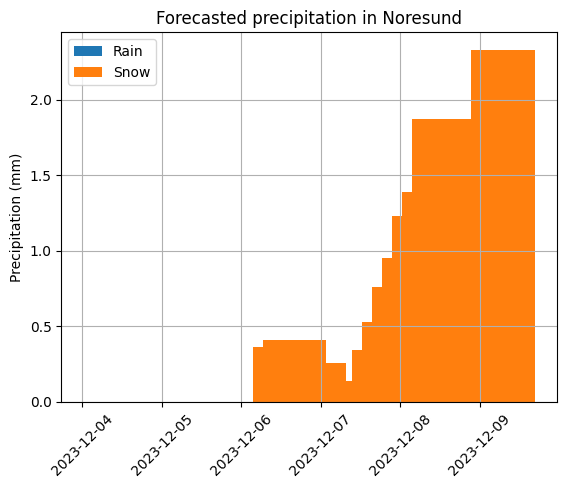 Forecasted precipitation in Noresund
Rain
Snow
Precipitation (mm)
2.0
1.5
1.0
0.5
0.0
2023-12-04
2023-12-05
2023-12-06
2023-12-07
2023-12-08
2023-12-09